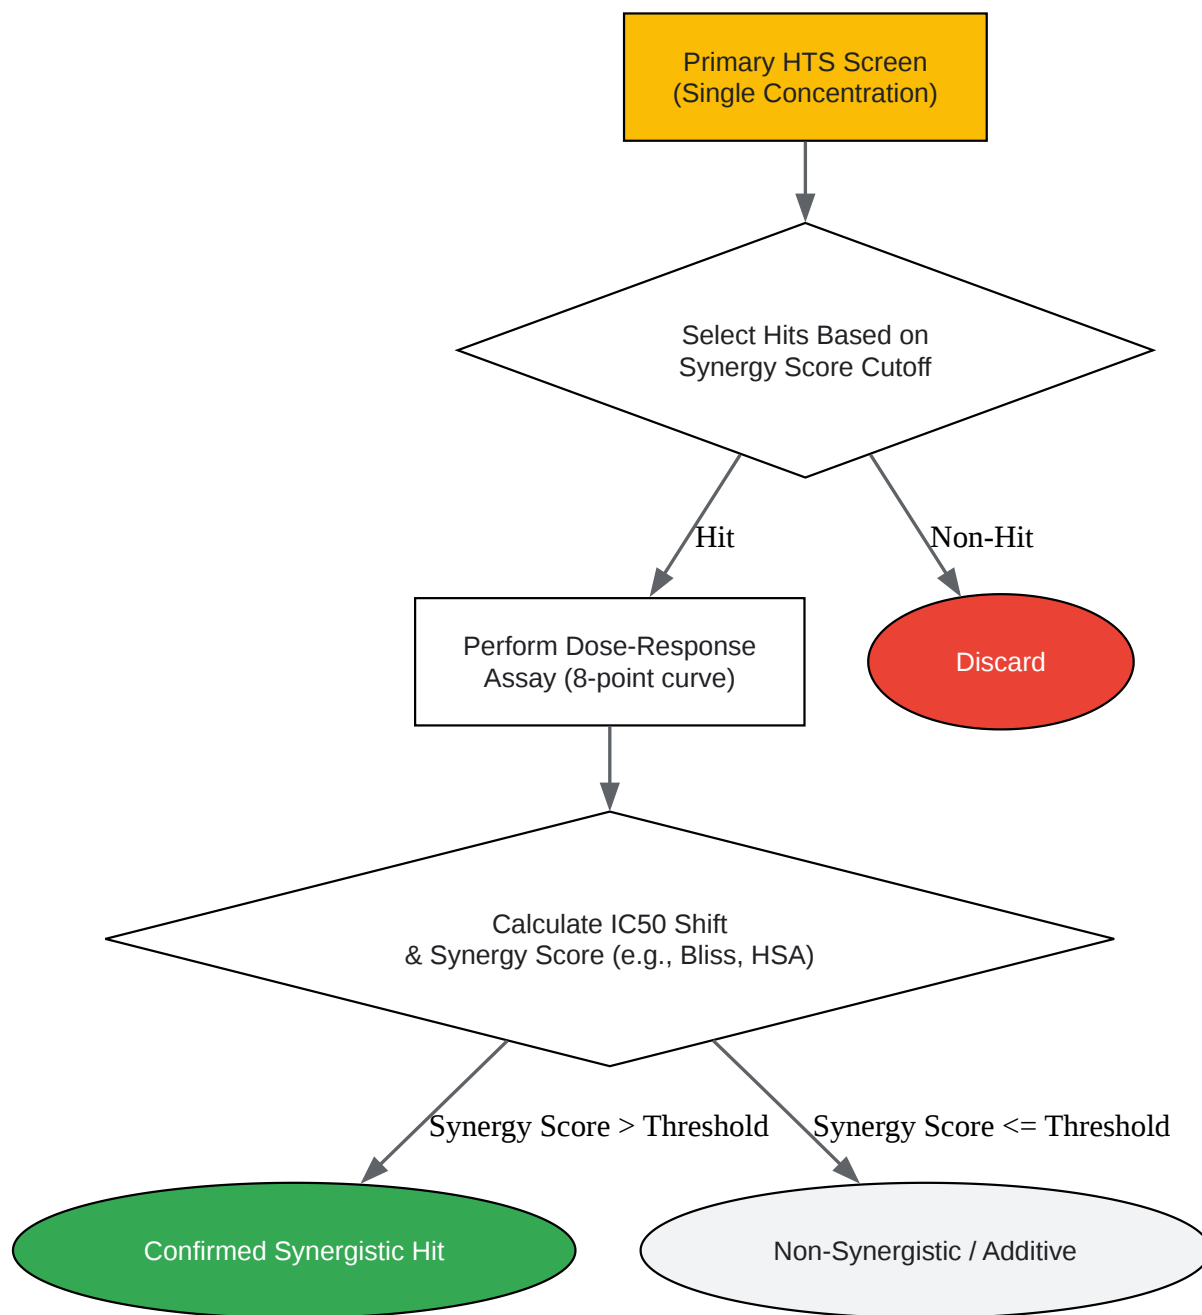 Primary HTS Screen
(Single Concentration)
Select Hits Based on
Synergy Score Cutoff
Hit
Non-Hit
Perform Dose-Response
Assay (8-point curve)
Discard
Calculate IC50 Shift
& Synergy Score (e.g., Bliss, HSA)
Synergy Score > Threshold
Synergy Score <= Threshold
Confirmed Synergistic Hit
Non-Synergistic / Additive